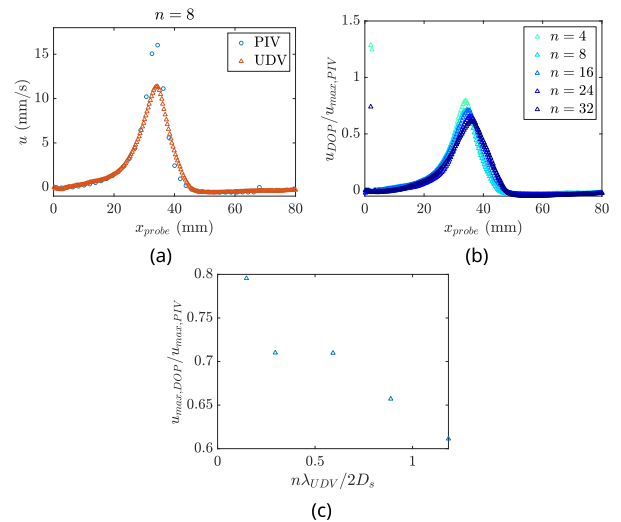 n = 8
PIV
UDV
15
10
5
0
u (mm/s)
0 20 40 60 80
x_probe (mm)
(a)
1.5
1
0.5
0
u_DOP/u_max,PIV
n = 4
n = 8
n = 16
n = 24
n = 32
0 20 40 60 80
x_probe (mm)
(b)
0.8
0.75
0.7
0.65
0.6
u_max,DOP/u_max,PIV
0 0.5 1
nλ_UDV/2D_s
(c)